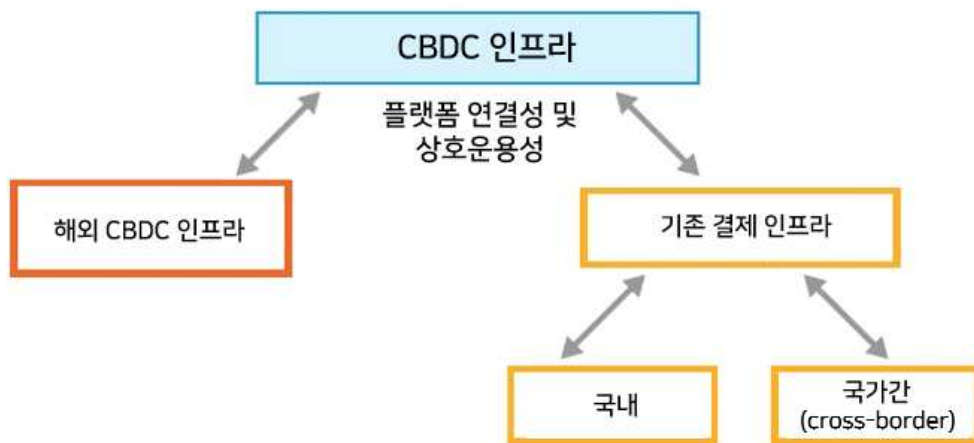 CBDC 인프라
플랫폼 연결성 및
상호운용성
해외 CBDC 인프라
기존 결제 인프라
국내
국가간
(cross-border)